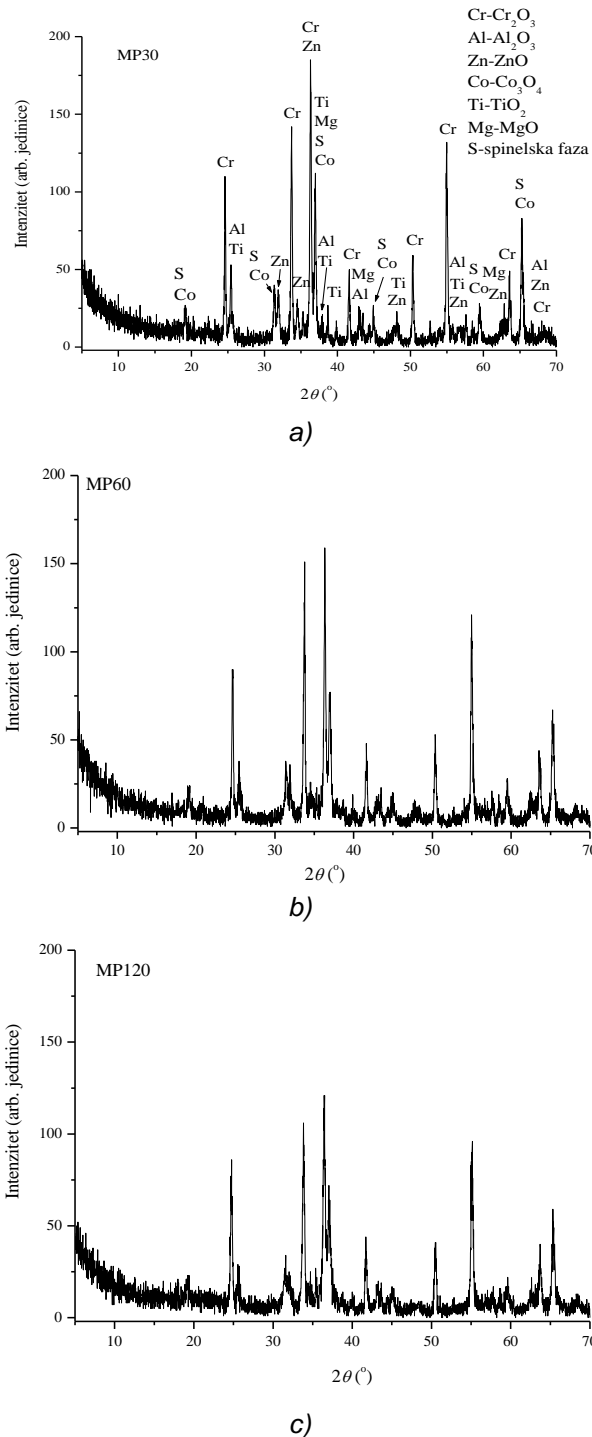 MP30
Cr-Cr2O3
Al-Al2O3
Zn-ZnO
Co-Co3O4
Ti-TiO2
Mg-MgO
S-spinelska faza
Intenzitet (arb. jedinice)
200
150
100
50
0
S
Co
Cr
Al
Ti
S
Co
Zn
Cr
Zn
Cr
Zn
Ti
Mg
S
Co
Al
Ti
Ti
Cr
Mg
Al
S
Co
Ti
Zn
Cr
Cr
Al
Ti
Zn
S
Co
Mg
Zn
Cr
S
Co
Al
Zn
Cr
10 20 30 40 50 60 70
2θ (°)
a)
MP60
Intenzitet (arb. jedinice)
200
150
100
50
0
10 20 30 40 50 60 70
2θ (°)
b)
MP120
Intenzitet (arb. jedinice)
200
150
100
50
0
10 20 30 40 50 60 70
2θ (°)
c)